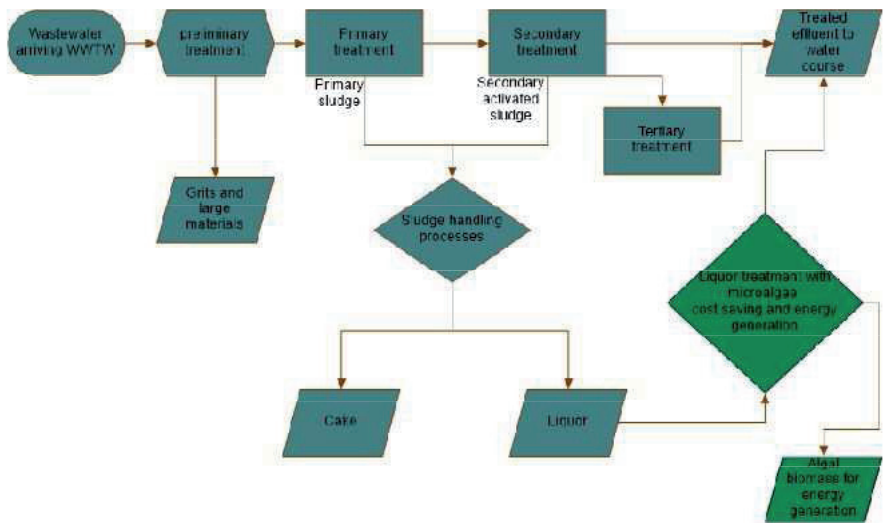 Wastewater
arriving WWTW
preliminary
treatment
Primary
treatment
Secondary
treatment
Treated
effluent to
water
course
Primary
sludge
Secondary
activated
sludge
Tertiary
treatment
Grits and
large
materials
Sludge handling
processes
Liquor treatment with
microalgae
cost saving and energy
generation
Cake
Liquor
Algal
biomass for
energy
generation